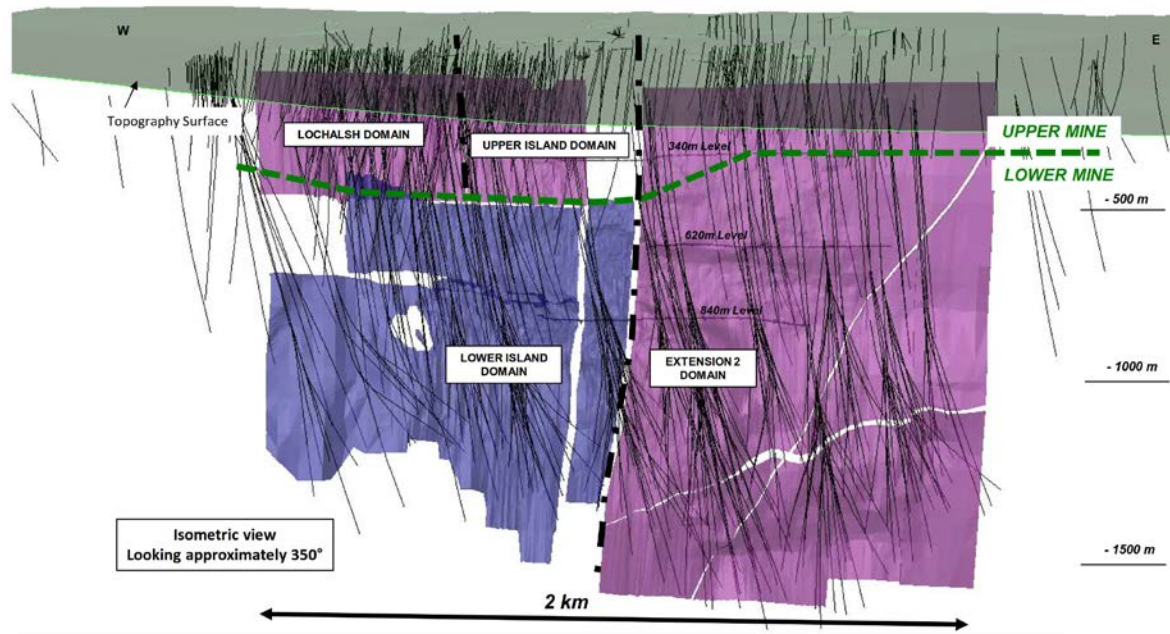 W
E
Topography Surface
LOCHALSH DOMAIN
UPPER ISLAND DOMAIN
340m Level
UPPER MINE
LOWER MINE
- 500 m
620m Level
840m Level
LOWER ISLAND
DOMAIN
EXTENSION 2
DOMAIN
- 1000 m
Isometric view
Looking approximately 350°
- 1500 m
2 km